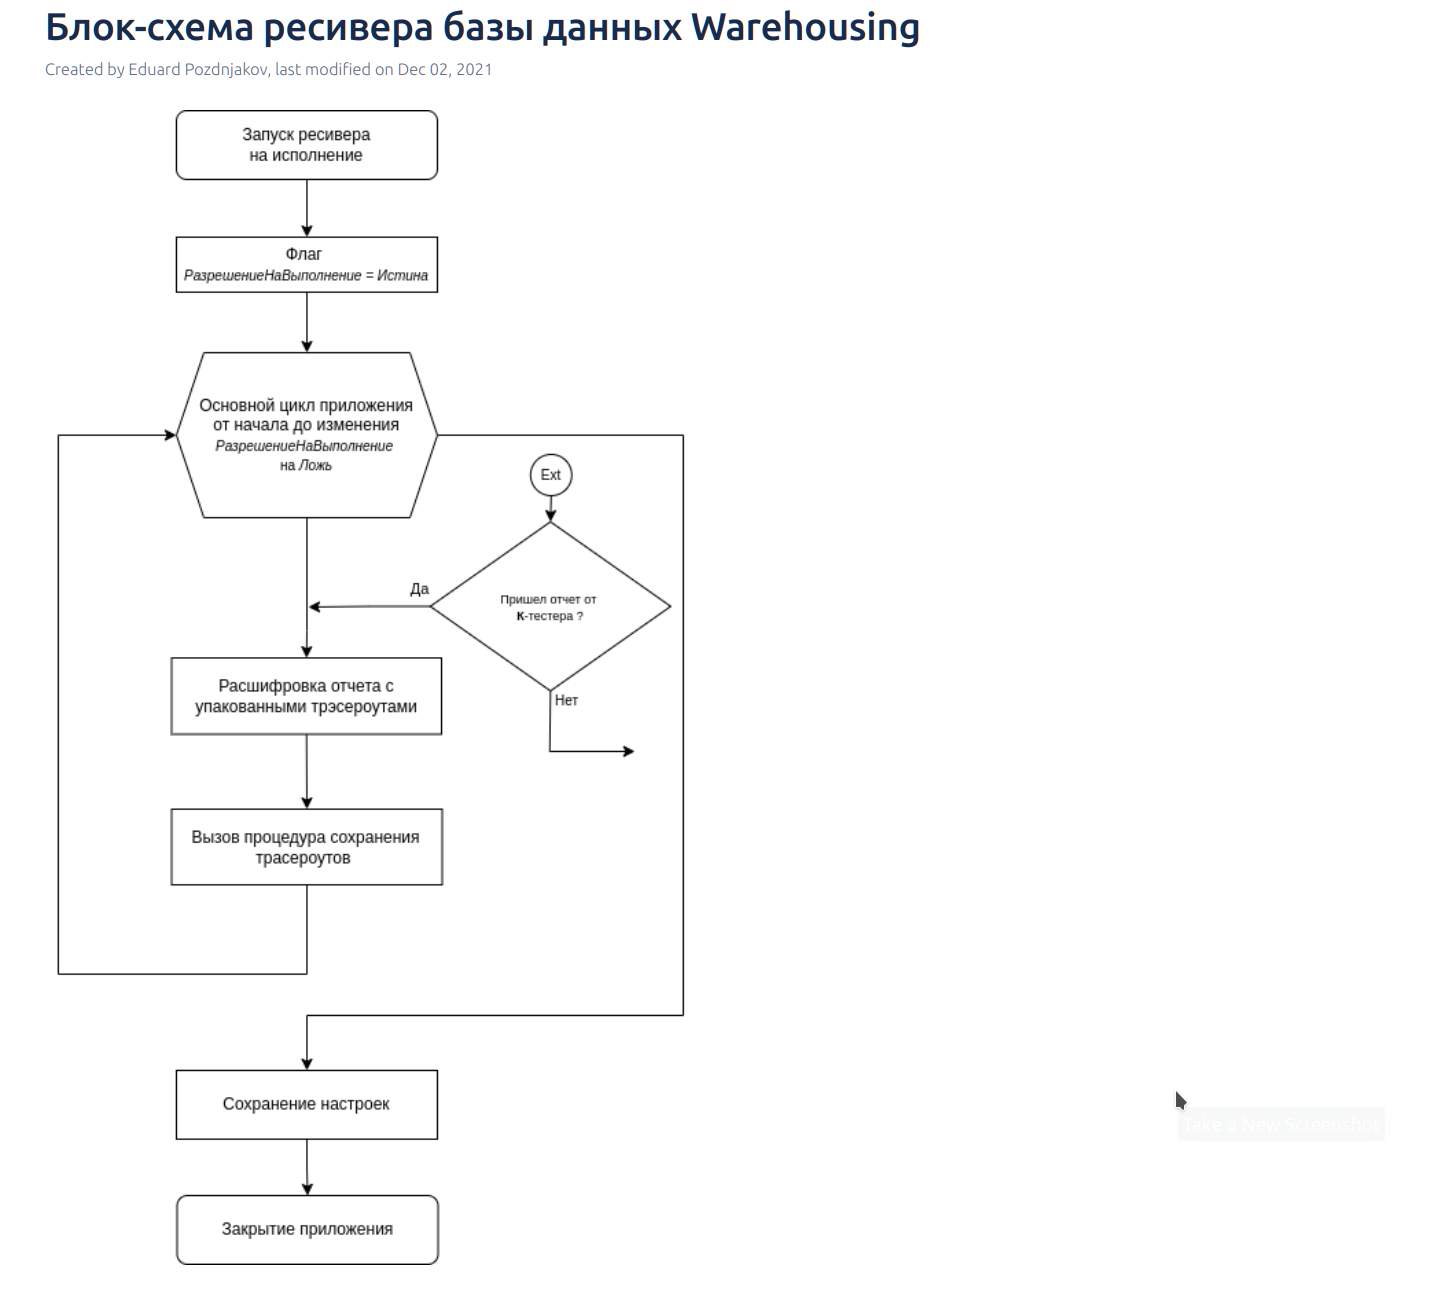 Блок-схема ресивера базы данных Warehousing
Created by Eduard Pozdnjakov, last modified on Dec 02, 2021
Запуск ресивера
на исполнение
Флаг
РазрешениеНаВыполнение = Истина
Основной цикл приложения
от начала до изменения
РазрешениеНаВыполнение
на Ложь
Ext
Да
Пришел отчет от
К-тестера ?
Нет
Расшифровка отчета с
упакованными трэсероутами
Вызов процедура сохранения
трасероутов
Сохранение настроек
Take a New Screenshot
Закрытие приложения